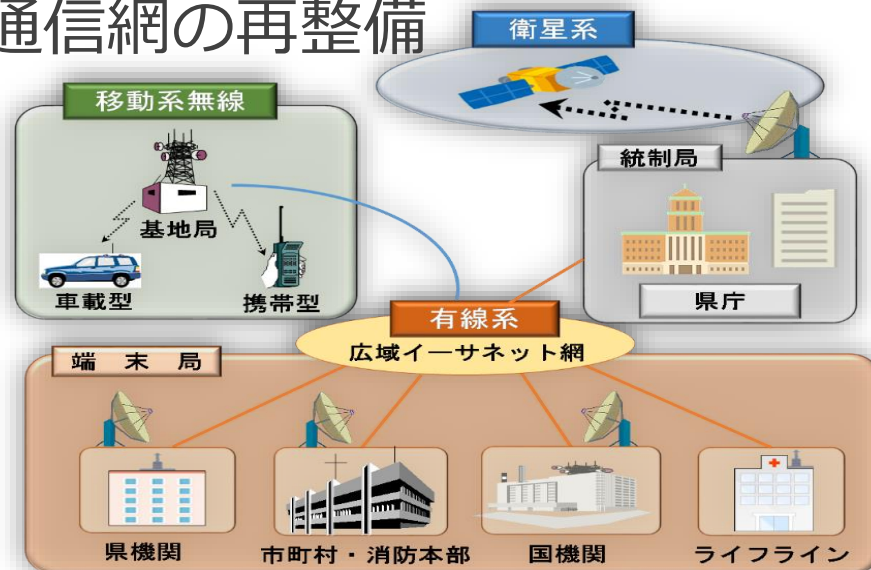 通信網の再整備
衛星系
移動系無線
統制局
基地局
車載型
携帯型
県庁
有線系
広域イーサネット網
端 末 局
県機関
市町村・消防本部
国機関
ライフライン